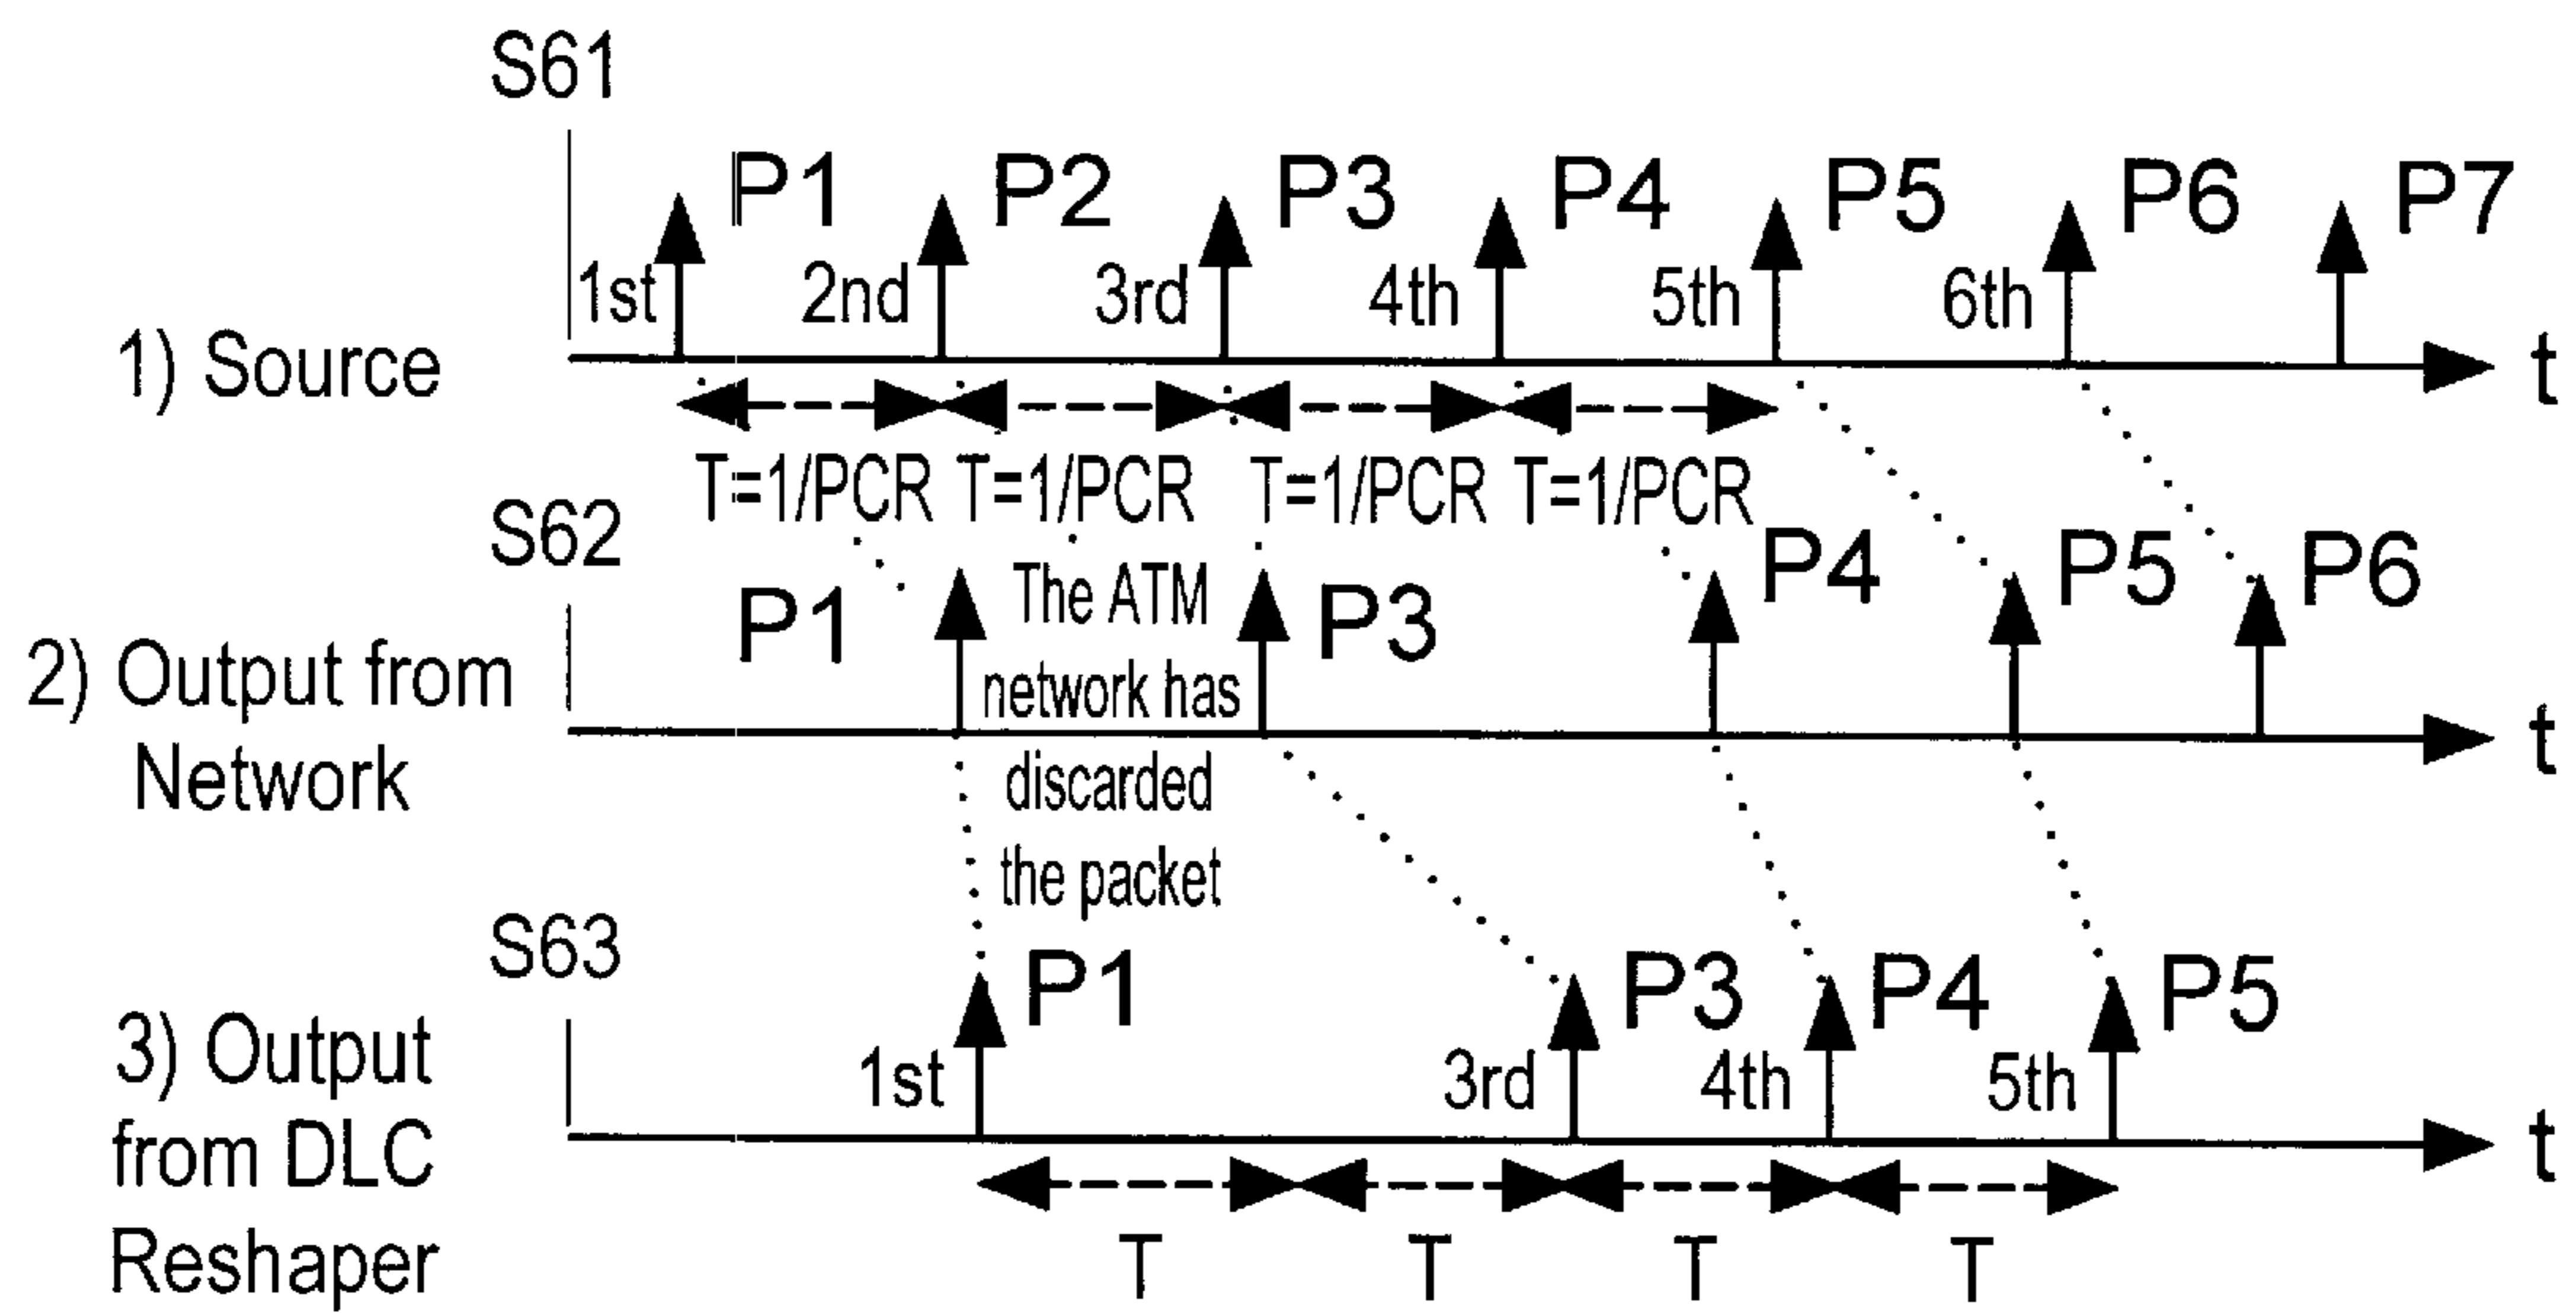 S61
P1 P2 P3 P4 P5 P6 P7
1st 2nd 3rd 4th 5th 6th
1) Source
t
T=1/PCR T=1/PCR T=1/PCR T=1/PCR
S62
P1 P3 P4 P5 P6
The ATM
network has
discarded
the packet
2) Output from
Network
t
S63
P1 P3 P4 P5
1st 3rd 4th 5th
3) Output
from DLC
Reshaper
t
T T T T